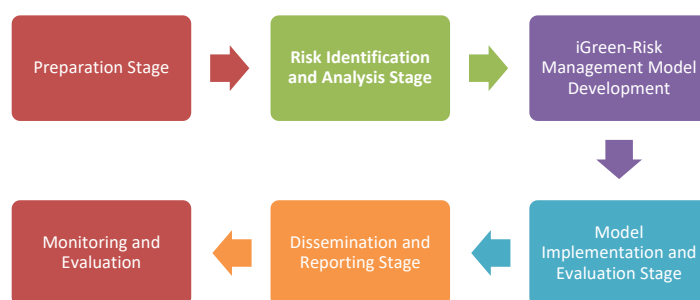 Preparation Stage
Risk Identification
and Analysis Stage
iGreen-Risk
Management Model
Development
Monitoring and
Evaluation
Dissemination and
Reporting Stage
Model
Implementation and
Evaluation Stage